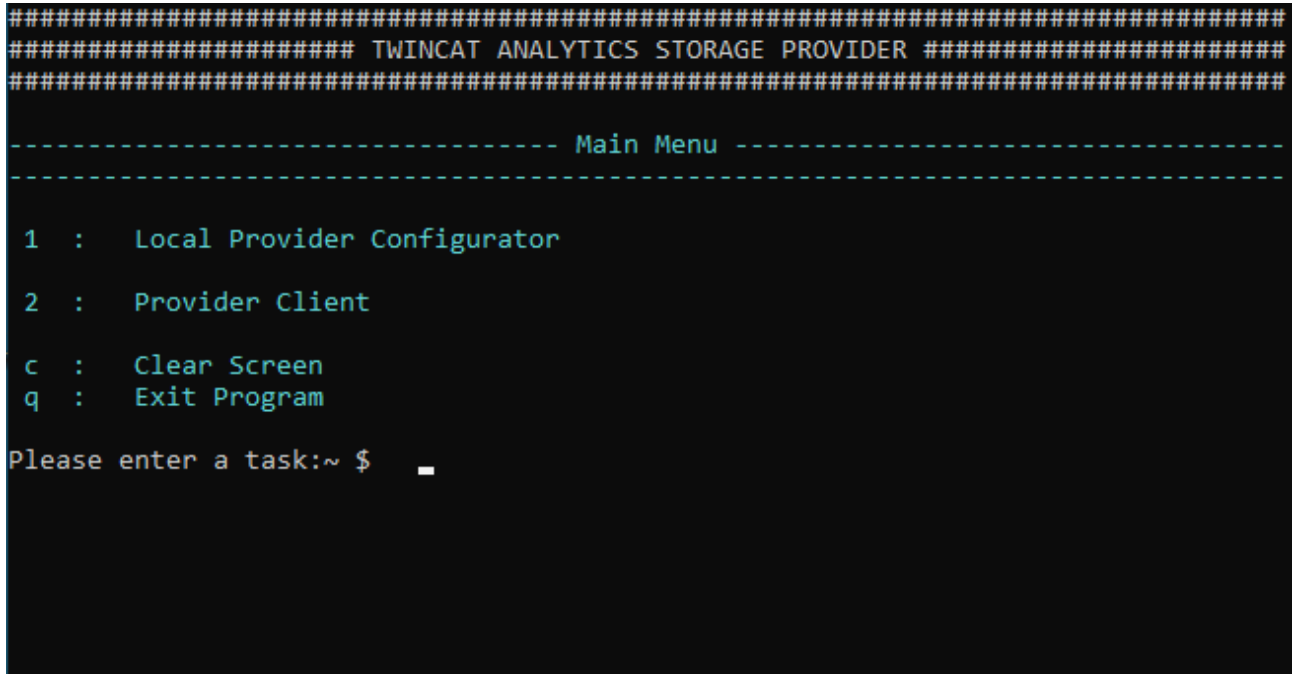 ##################################################################################
###################### TWINCAT ANALYTICS STORAGE PROVIDER #######################
##################################################################################
----------------------------------- Main Menu -----------------------------------
----------------------------------------------------------------------------------
1 : Local Provider Configurator
2 : Provider Client
c : Clear Screen
q : Exit Program
Please enter a task:~ $ _